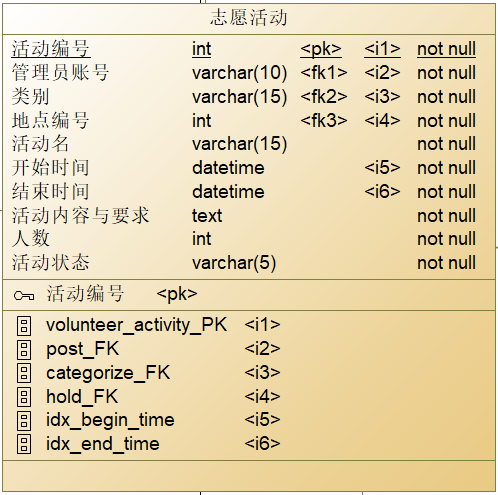 志愿活动
活动编号 int <pk> <i1> not null
管理员账号 varchar(10) <fk1> <i2> not null
类别 varchar(15) <fk2> <i3> not null
地点编号 int <fk3> <i4> not null
活动名 varchar(15) not null
开始时间 datetime <i5> not null
结束时间 datetime <i6> not null
活动内容与要求 text not null
人数 int not null
活动状态 varchar(5) not null
活动编号 <pk>
volunteer_activity_PK <i1>
post_FK <i2>
categorize_FK <i3>
hold_FK <i4>
idx_begin_time <i5>
idx_end_time <i6>